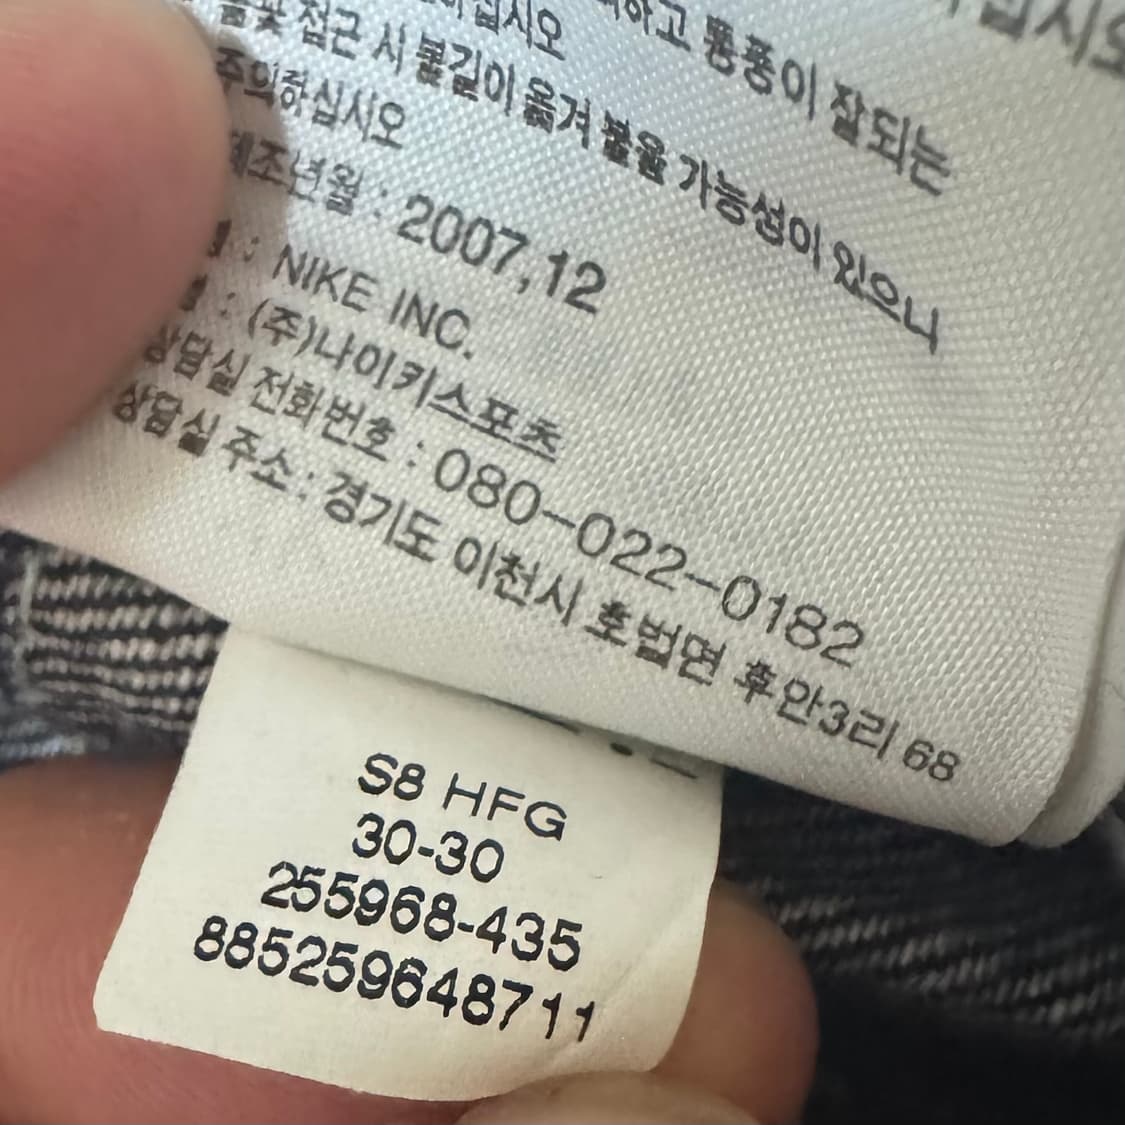 하고 통풍이 잘되는
접근 시 불길이 옮겨 붙을 가능성이 있으니
주의하십시오
제조년월 : 2007,12
: NIKE INC.
: (주)나이키스포츠
상담실 전화번호 : 080-022-0182
상담실 주소 : 경기도 이천시 호법면 후안3리 68
S8 HFG
30-30
255968-435
885259648711